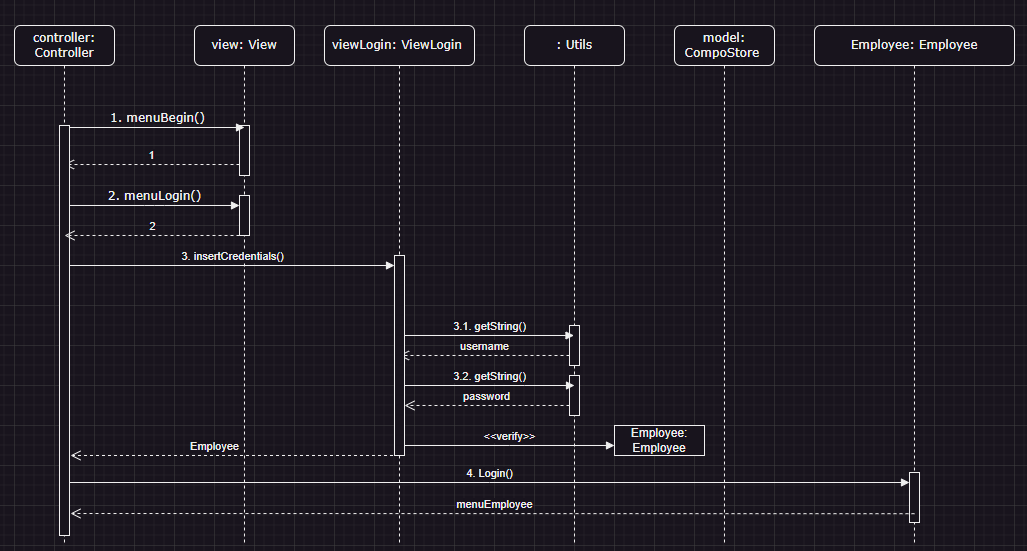 controller:
Controller
view: View
viewLogin: ViewLogin
: Utils
model:
CompoStore
Employee: Employee
1. menuBegin()
1
2. menuLogin()
2
3. insertCredentials()
3.1. getString()
username
3.2. getString()
password
<<verify>>
Employee:
Employee
Employee
4. Login()
menuEmployee